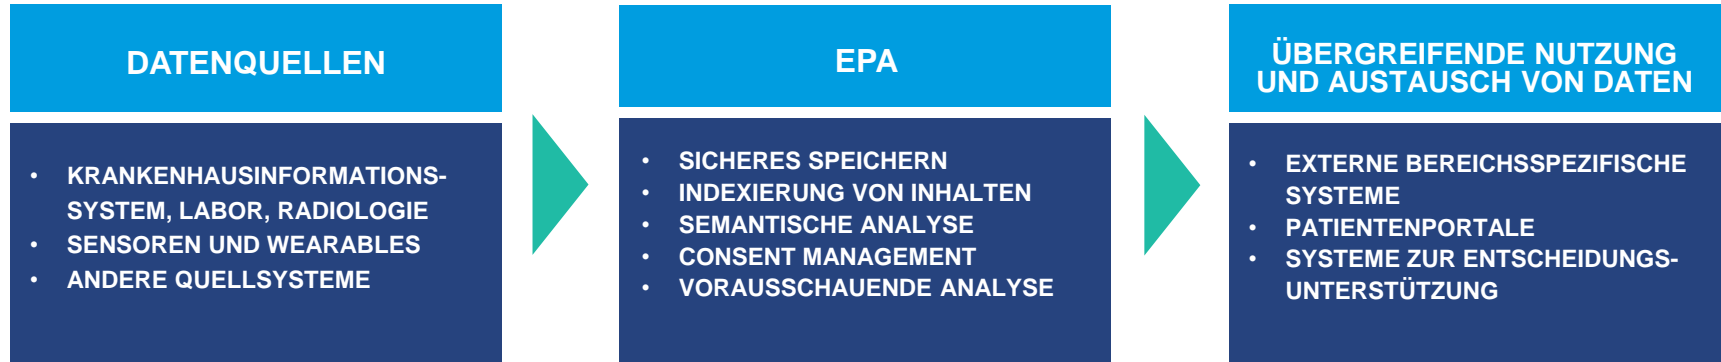 DATENQUELLEN
• KRANKENHAUSINFORMATIONS-
SYSTEM, LABOR, RADIOLOGIE
• SENSOREN UND WEARABLES
• ANDERE QUELLSYSTEME
EPA
• SICHERES SPEICHERN
• INDEXIERUNG VON INHALTEN
• SEMANTISCHE ANALYSE
• CONSENT MANAGEMENT
• VORAUSSCHAUENDE ANALYSE
ÜBERGREIFENDE NUTZUNG
UND AUSTAUSCH VON DATEN
• EXTERNE BEREICHSSPEZIFISCHE
SYSTEME
• PATIENTENPORTALE
• SYSTEME ZUR ENTSCHEIDUNGS-
UNTERSTÜTZUNG